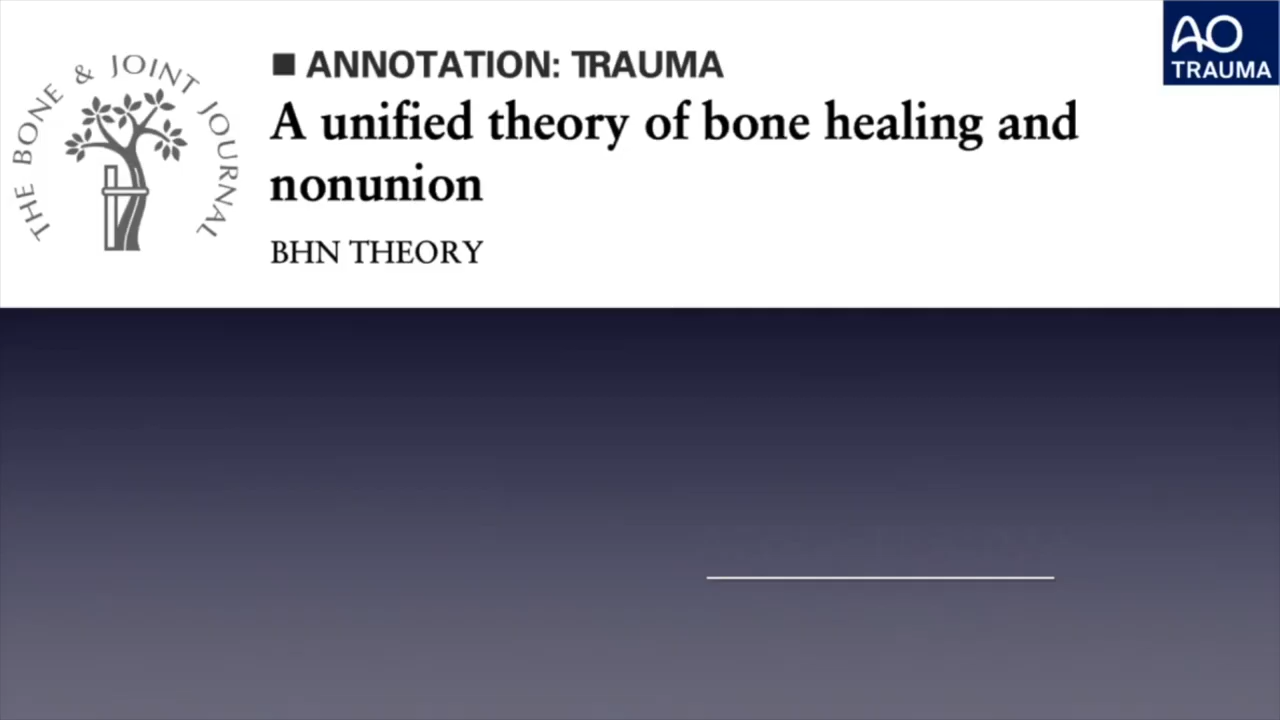 THE BONE & JOINT JOURNAL
■ ANNOTATION: TRAUMA
A unified theory of bone healing and
nonunion
BHN THEORY
AO
TRAUMA